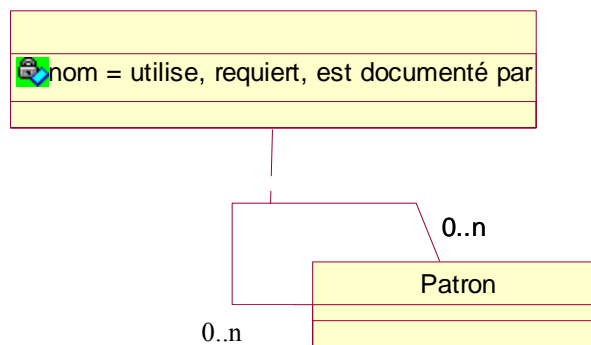 nom = utilise, requiert, est documenté par
0..n
Patron
0..n